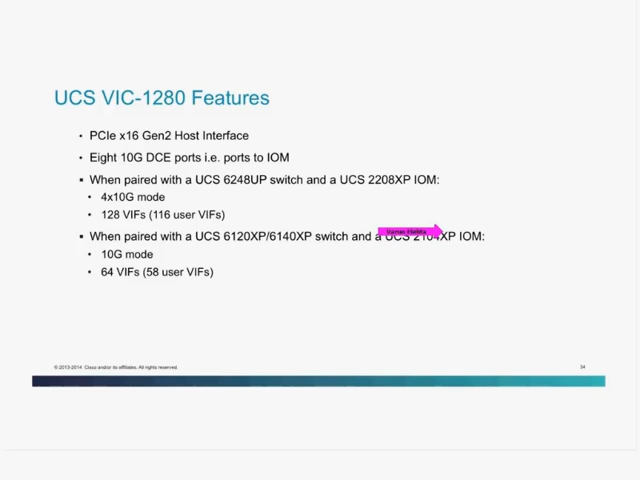 UCS VIC-1280 Features
• PCIe x16 Gen2 Host Interface
• Eight 10G DCE ports i.e. ports to IOM
▪ When paired with a UCS 6248UP switch and a UCS 2208XP IOM:
• 4x10G mode
• 128 VIFs (116 user VIFs)
▪ When paired with a UCS 6120XP/6140XP switch and a UCS 2104XP IOM:
Varun Mehta
• 10G mode
• 64 VIFs (58 user VIFs)
© 2013-2014 Cisco and/or its affiliates. All rights reserved.
34